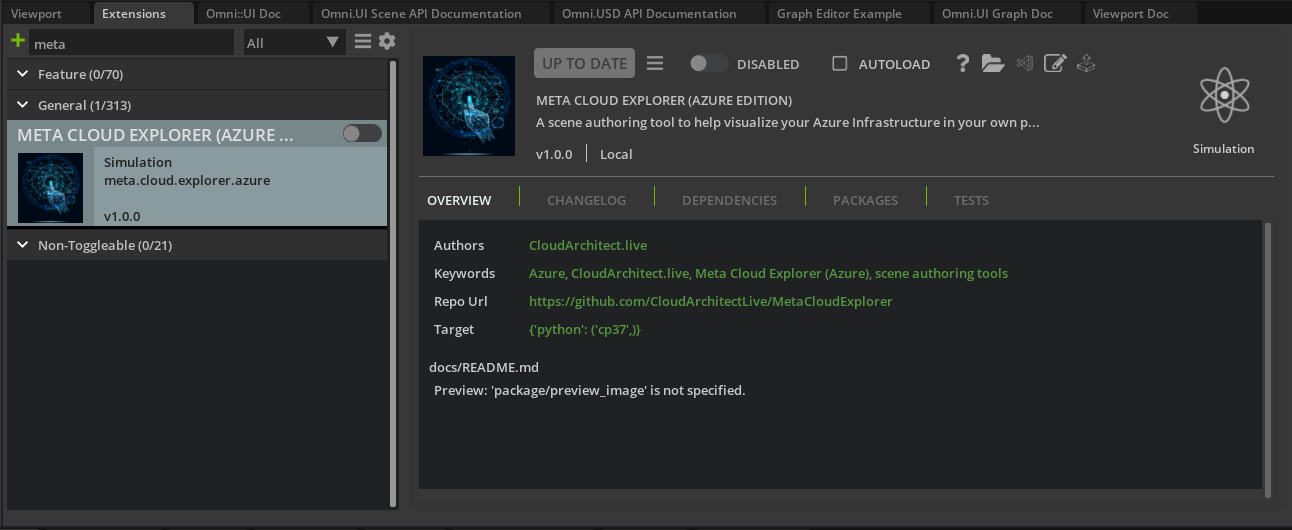 Viewport
Extensions
Omni::UI Doc
Omni.UI Scene API Documentation
Omni.USD API Documentation
Graph Editor Example
Omni.UI Graph Doc
Viewport Doc
meta
All
Feature (0/70)
General (1/313)
META CLOUD EXPLORER (AZURE ...
Simulation
meta.cloud.explorer.azure
v1.0.0
Non-Toggleable (0/21)
UP TO DATE
DISABLED
AUTOLOAD
META CLOUD EXPLORER (AZURE EDITION)
A scene authoring tool to help visualize your Azure Infrastructure in your own p...
v1.0.0
Local
Simulation
OVERVIEW
CHANGELOG
DEPENDENCIES
PACKAGES
TESTS
Authors CloudArchitect.live
Keywords Azure, CloudArchitect.live, Meta Cloud Explorer (Azure), scene authoring tools
Repo Url https://github.com/CloudArchitectLive/MetaCloudExplorer
Target {'python': ('cp37',)}
docs/README.md
Preview: 'package/preview_image' is not specified.